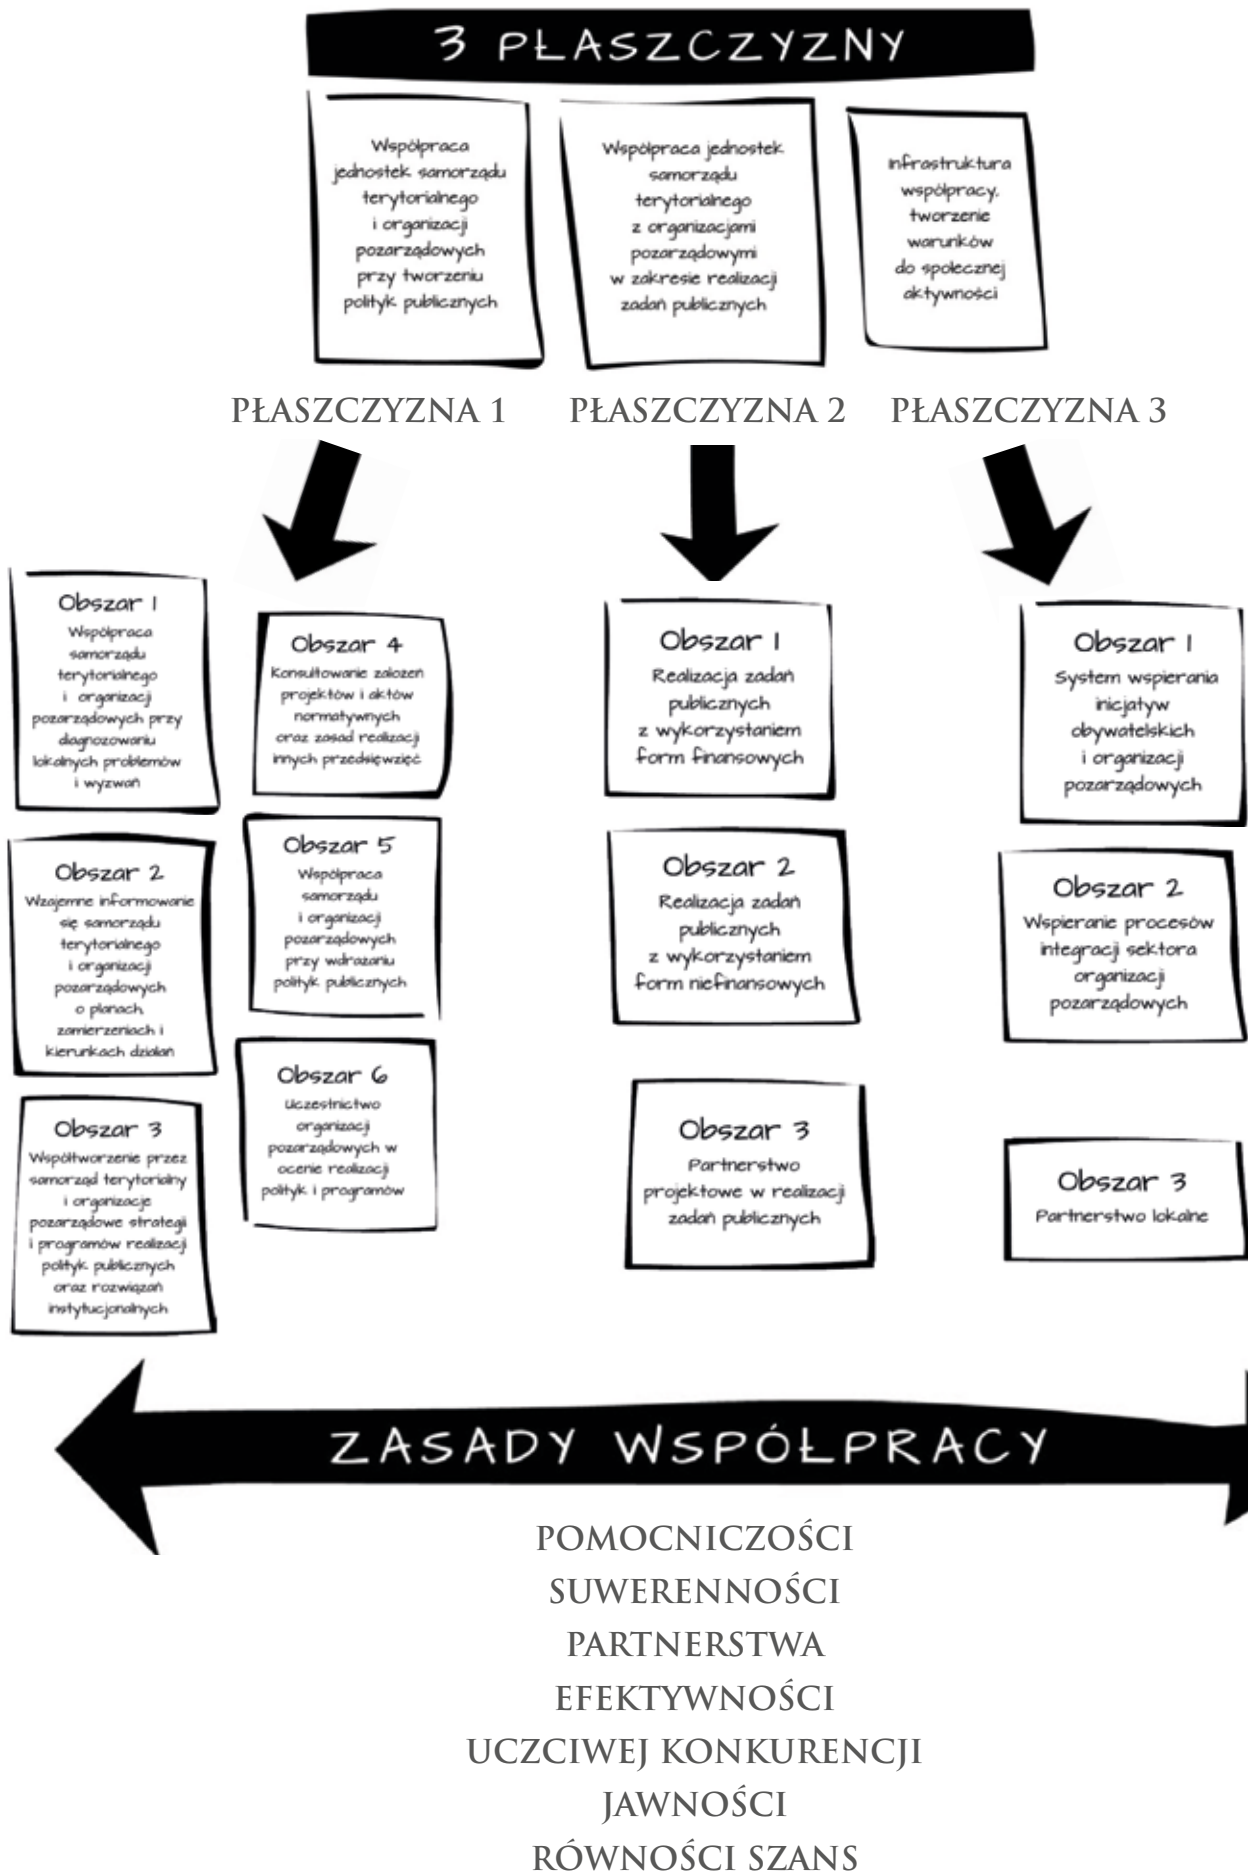 3 PŁASZCZYZNY
Współpraca
jednostek samorządu
terytorialnego
i organizacji
pozarządowych
przy tworzeniu
polityk publicznych
Współpraca jednostek
samorządu
terytorialnego
z organizacjami
pozarządowymi
w zakresie realizacji
zadań publicznych
Infrastruktura
współpracy,
tworzenie
warunków
do społecznej
aktywności
PŁASZCZYZNA 1
PŁASZCZYZNA 2
PŁASZCZYZNA 3
Obszar 1
Współpraca
samorządu
terytorialnego
i organizacji
pozarządowych przy
diagnozowaniu
lokalnych problemów
i wyzwań
Obszar 2
Wzajemne informowanie
się samorządu
terytorialnego
i organizacji
pozarządowych
o planach,
zamierzeniach i
kierunkach działań
Obszar 3
Współtworzenie przez
samorząd terytorialny
i organizacje
pozarządowe strategii
i programów realizacji
polityk publicznych
oraz rozwiązań
instytucjonalnych
Obszar 4
Konsultowanie założeń
projektów i aktów
normatywnych
oraz zasad realizacji
innych przedsięwzięć
Obszar 5
Współpraca
samorządu
i organizacji
pozarządowych
przy wdrażaniu
polityk publicznych
Obszar 6
Uczestnictwo
organizacji
pozarządowych w
ocenie realizacji
polityk i programów
Obszar 1
Realizacja zadań
publicznych
z wykorzystaniem
form finansowych
Obszar 2
Realizacja zadań
publicznych
z wykorzystaniem
form niefinansowych
Obszar 3
Partnerstwo
projektowe w realizacji
zadań publicznych
Obszar 1
System wspierania
inicjatyw
obywatelskich
i organizacji
pozarządowych
Obszar 2
Wspieranie procesów
integracji sektora
organizacji
pozarządowych
Obszar 3
Partnerstwo lokalne
ZASADY WSPÓŁPRACY
POMOCNICZOŚCI
SUWERENNOŚCI
PARTNERSTWA
EFEKTYWNOŚCI
UCZCIWEJ KONKURENCJI
JAWNOŚCI
RÓWNOŚCI SZANS